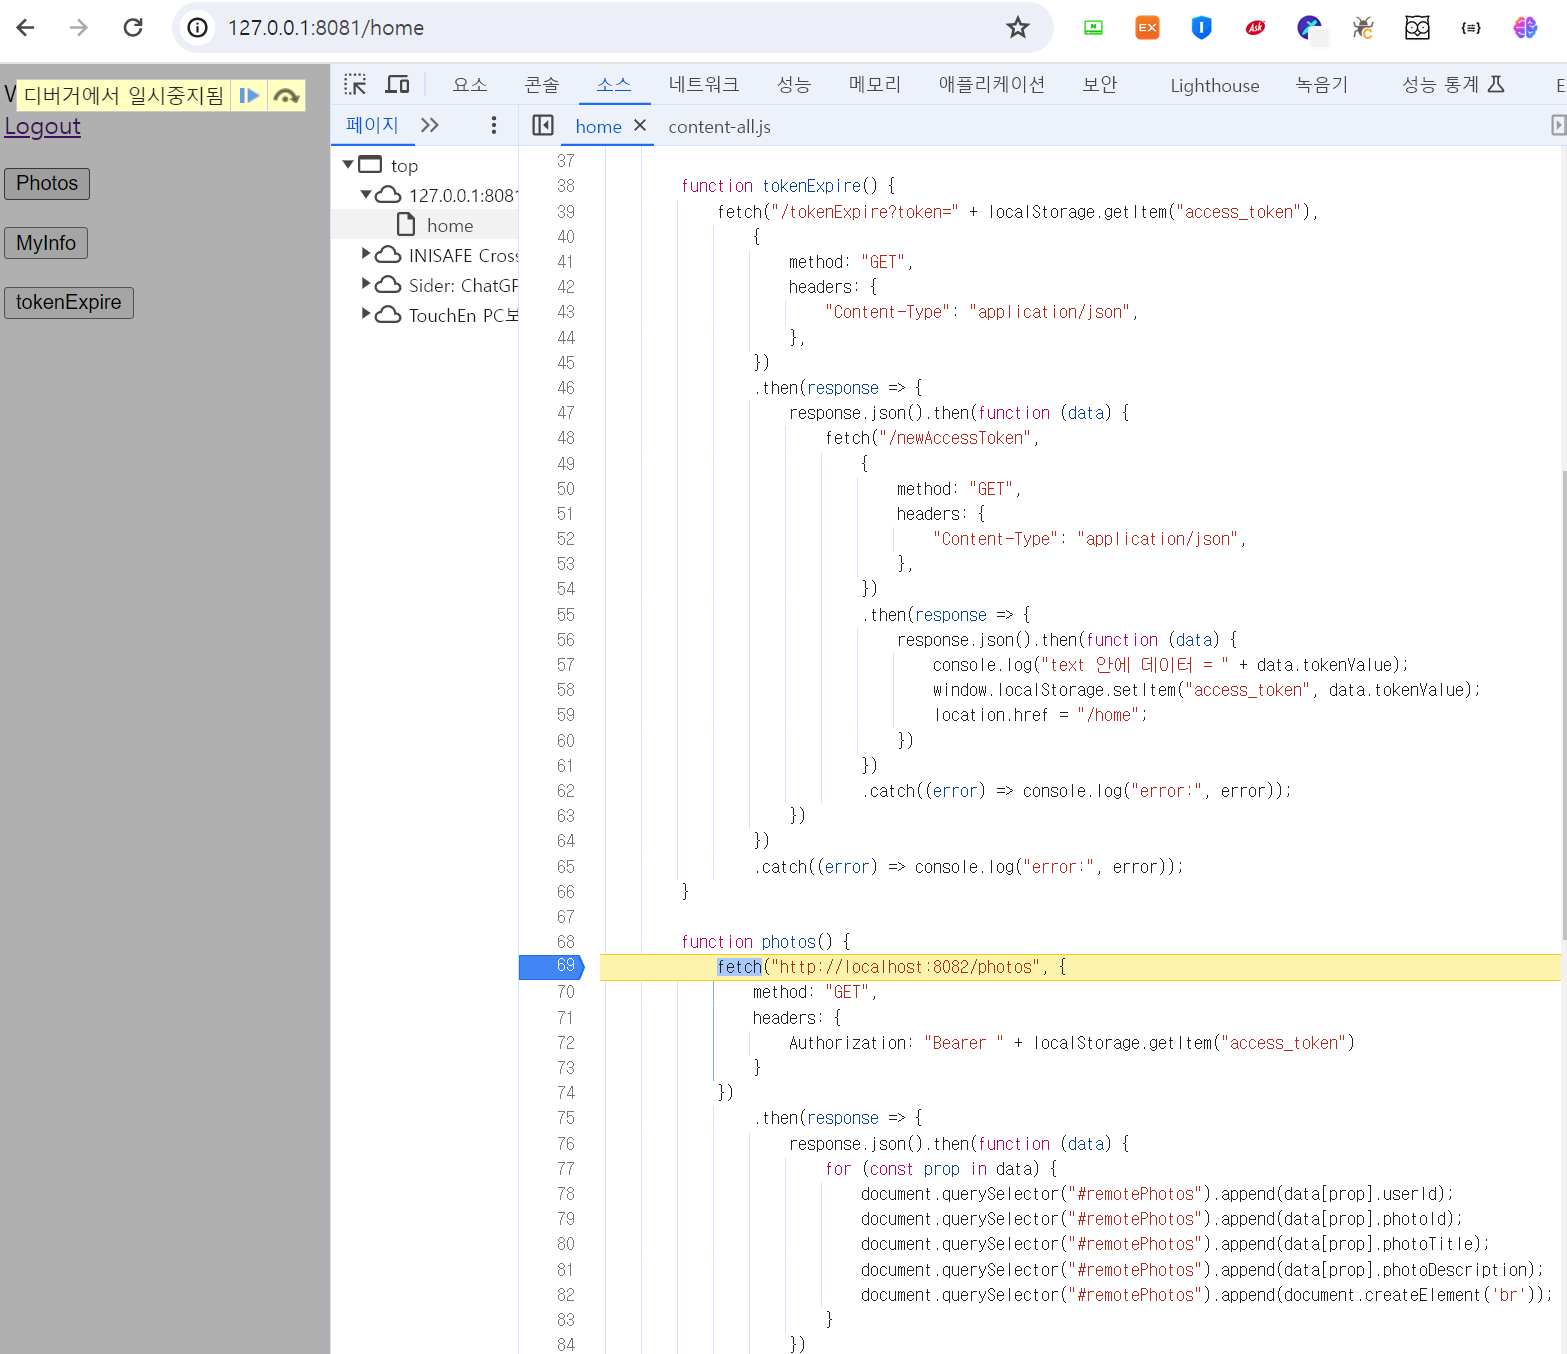 127.0.0.1:8081/home
EX
Ask
W
디버거에서 일시중지됨
Logout
Photos
MyInfo
tokenExpire
요소 콘솔 소스 네트워크 성능 메모리 애플리케이션 보안 Lighthouse 녹음기 성능 통계 E
페이지
home
content-all.js
top
127.0.0.1:8081
home
INISAFE Cross
Sider: ChatGP
TouchEn PC보
37
38 function tokenExpire() {
39 fetch("/tokenExpire?token=" + localStorage.getItem("access_token"),
40 {
41 method: "GET",
42 headers: {
43 "Content-Type": "application/json",
44 },
45 })
46 .then(response => {
47 response.json().then(function (data) {
48 fetch("/newAccessToken",
49 {
50 method: "GET",
51 headers: {
52 "Content-Type": "application/json",
53 },
54 })
55 .then(response => {
56 response.json().then(function (data) {
57 console.log("text 안에 데이터 = " + data.tokenValue);
58 window.localStorage.setItem("access_token", data.tokenValue);
59 location.href = "/home";
60 })
61 })
62 .catch((error) => console.log("error:", error));
63 })
64 })
65 .catch((error) => console.log("error:", error));
66 }
67
68 function photos() {
69 fetch("http://localhost:8082/photos", {
70 method: "GET",
71 headers: {
72 Authorization: "Bearer " + localStorage.getItem("access_token")
73 }
74 })
75 .then(response => {
76 response.json().then(function (data) {
77 for (const prop in data) {
78 document.querySelector("#remotePhotos").append(data[prop].userId);
79 document.querySelector("#remotePhotos").append(data[prop].photoId);
80 document.querySelector("#remotePhotos").append(data[prop].photoTitle);
81 document.querySelector("#remotePhotos").append(data[prop].photoDescription);
82 document.querySelector("#remotePhotos").append(document.createElement('br'));
83 }
84 })